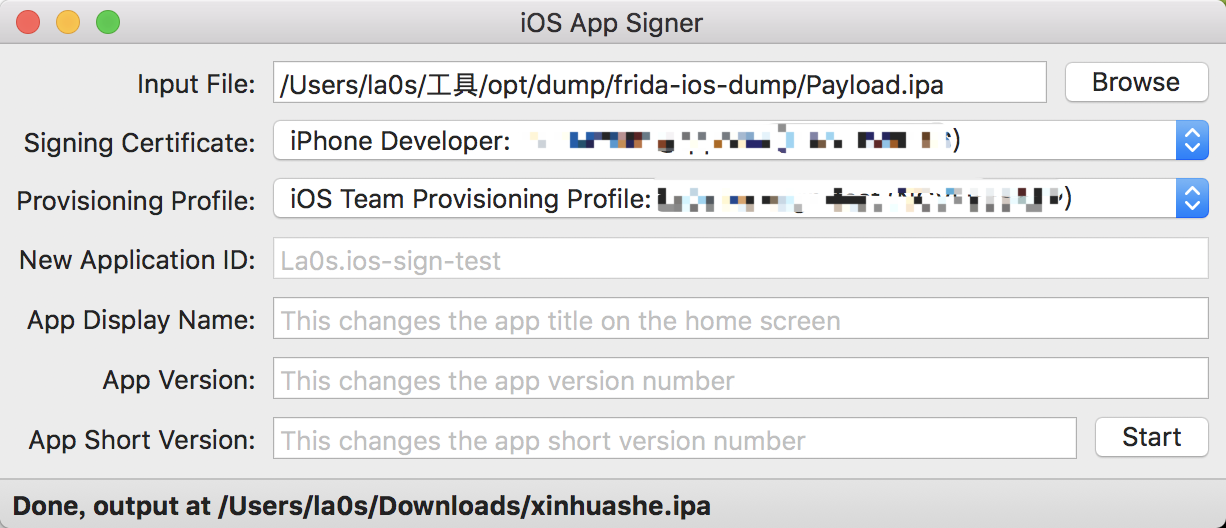 iOS App Signer
Input File: /Users/la0s/工具/opt/dump/frida-ios-dump/Payload.ipa Browse
Signing Certificate: iPhone Developer: )
Provisioning Profile: iOS Team Provisioning Profile: )
New Application ID: La0s.ios-sign-test
App Display Name: This changes the app title on the home screen
App Version: This changes the app version number
App Short Version: This changes the app short version number Start
Done, output at /Users/la0s/Downloads/xinhuashe.ipa